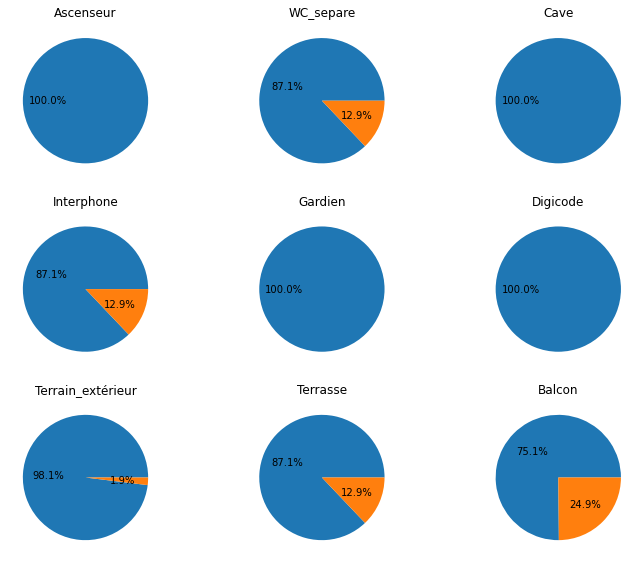 Ascenseur
WC_separe
Cave
100.0%
87.1%
12.9%
100.0%
Interphone
Gardien
Digicode
87.1%
12.9%
100.0%
100.0%
Terrain_extérieur
Terrasse
Balcon
98.1%
1.9%
87.1%
12.9%
75.1%
24.9%